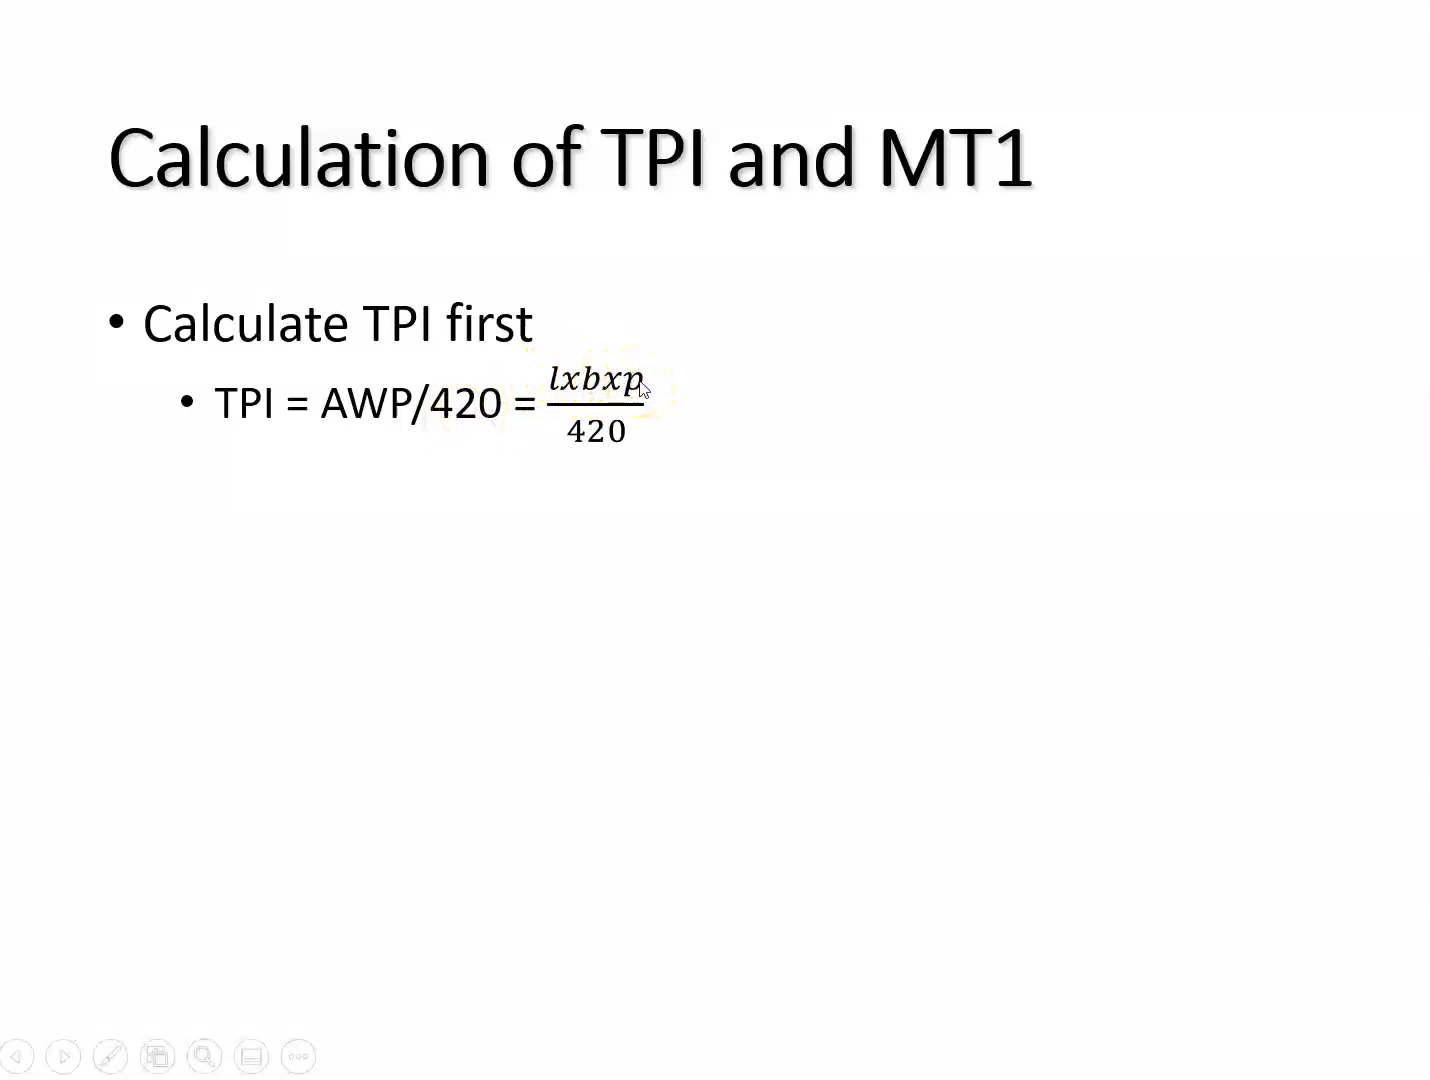 Calculation of TPI and MT1
• Calculate TPI first
• TPI = AWP/420 = lxbxp/420